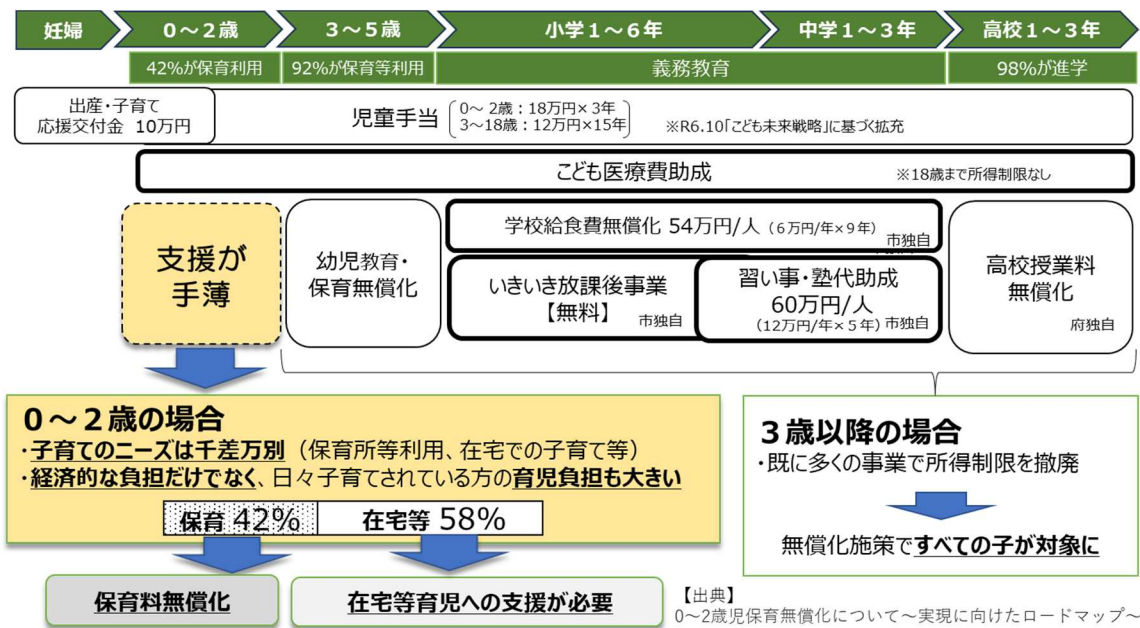 妊婦
0～2歳
3～5歳
小学1～6年
中学1～3年
高校1～3年
42%が保育利用
92%が保育等利用
義務教育
98%が進学
出産・子育て
応援交付金 10万円
児童手当
0～ 2歳：18万円×3年
3～18歳：12万円×15年
※R6.10「こども未来戦略」に基づく拡充
こども医療費助成
※18歳まで所得制限なし
支援が
手薄
幼児教育・
保育無償化
学校給食費無償化 54万円/人（6万円/年×9年）
市独自
いきいき放課後事業
【無料】
市独自
習い事・塾代助成
60万円/人
（12万円/年×5年）市独自
高校授業料
無償化
府独自
0～2歳の場合
・子育てのニーズは千差万別（保育所等利用、在宅での子育て等）
・経済的な負担だけでなく、日々子育てされている方の育児負担も大きい
保育 42%
在宅等 58%
保育料無償化
在宅等育児への支援が必要
3歳以降の場合
・既に多くの事業で所得制限を撤廃
無償化施策ですべての子が対象に
【出典】
0～2歳児保育無償化について～実現に向けたロードマップ～